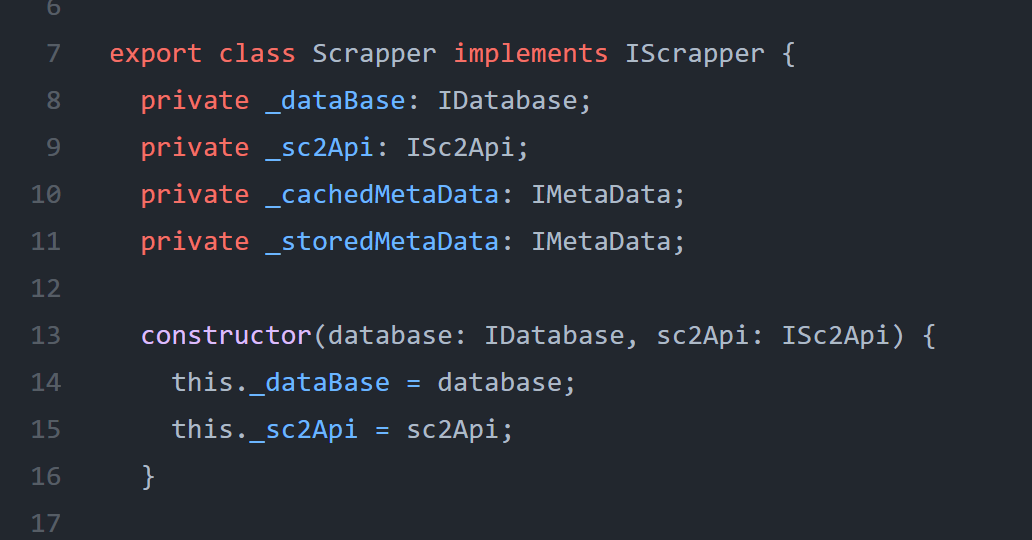 6
7 export class Scrapper implements IScrapper {
8 private _dataBase: IDatabase;
9 private _sc2Api: ISc2Api;
10 private _cachedMetaData: IMetaData;
11 private _storedMetaData: IMetaData;
12
13 constructor(database: IDatabase, sc2Api: ISc2Api) {
14 this._dataBase = database;
15 this._sc2Api = sc2Api;
16 }
17